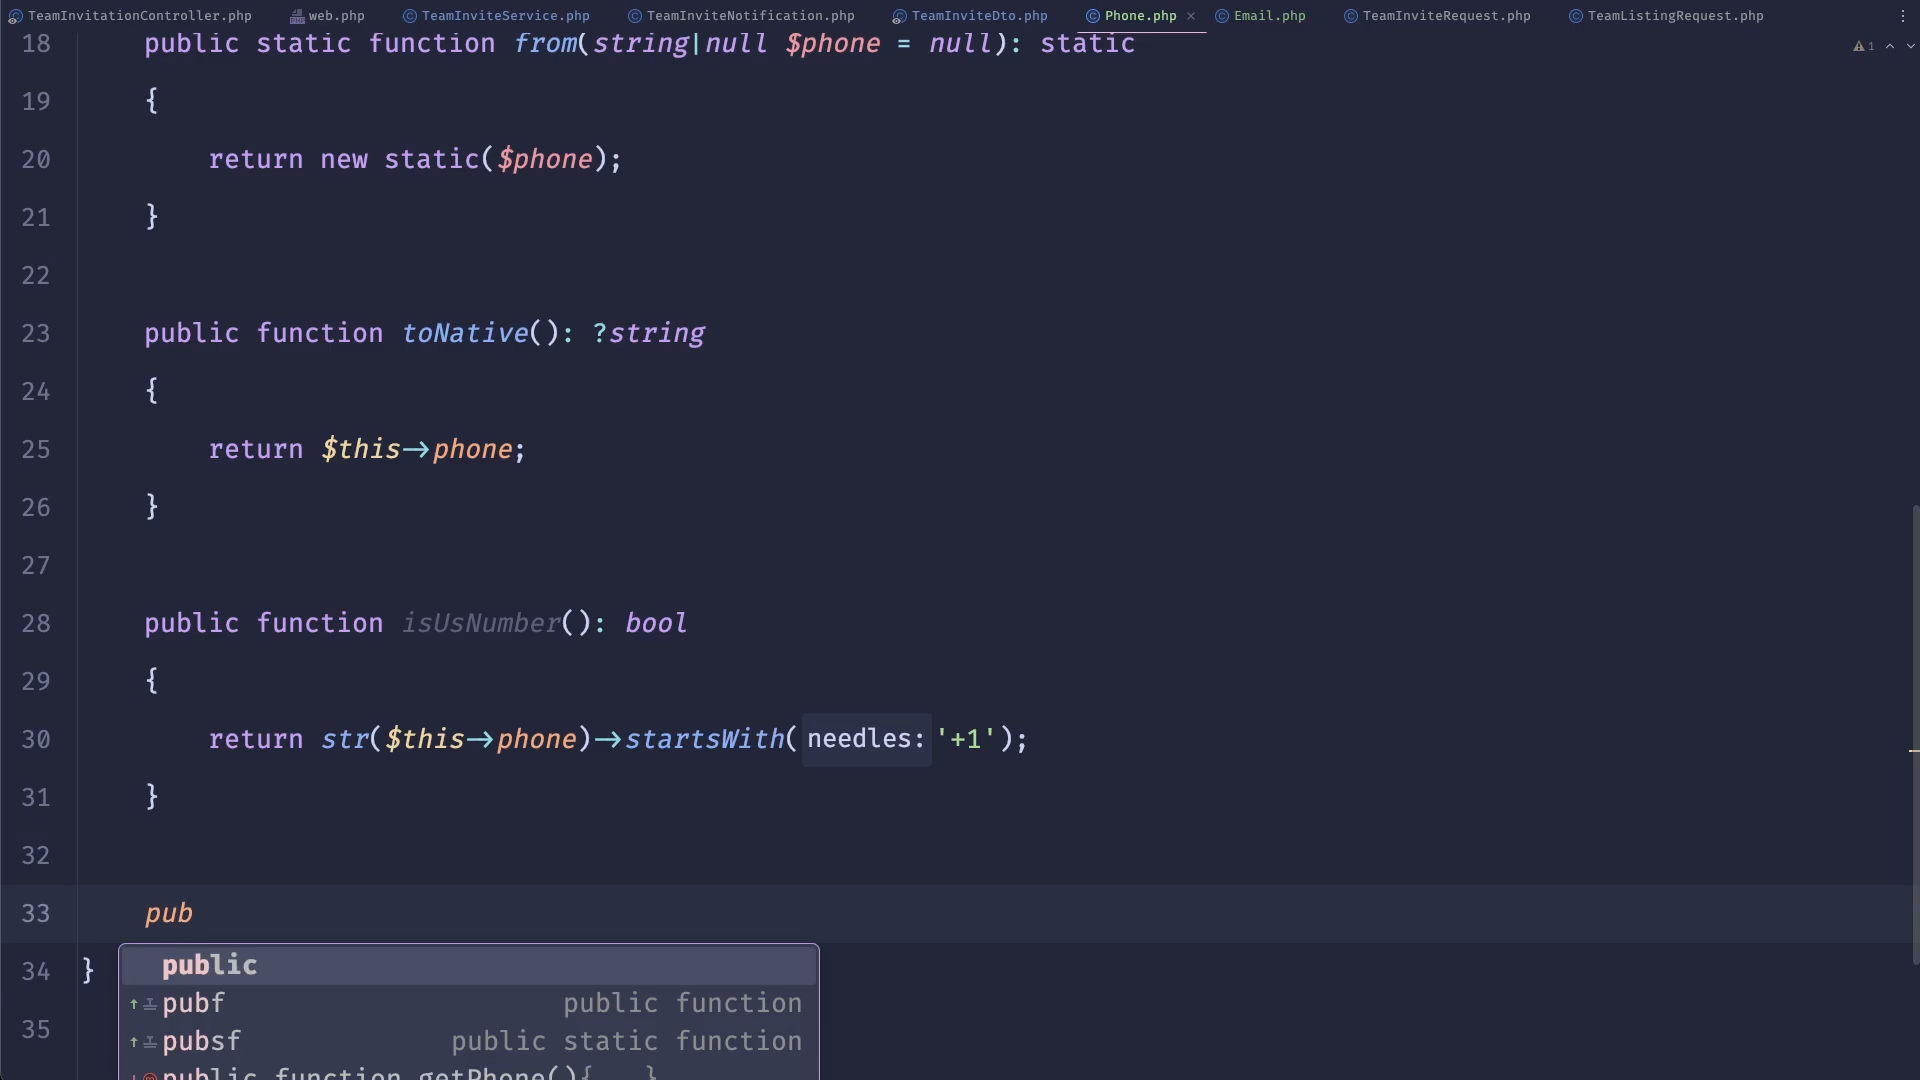 TeamInvitationController.php web.php TeamInviteService.php TeamInviteNotification.php TeamInviteDto.php Phone.php × Email.php TeamInviteRequest.php TeamListingRequest.php
1
18 public static function from(string|null $phone = null): static
19 {
20 return new static($phone);
21 }
22
23 public function toNative(): ?string
24 {
25 return $this→phone;
26 }
27
28 public function isUsNumber(): bool
29 {
30 return str($this→phone)→startsWith( needles: '+1');
31 }
32
33 pub
34 }
public
pubf public function
35
pubsf public static function
public function getPhone(){...}